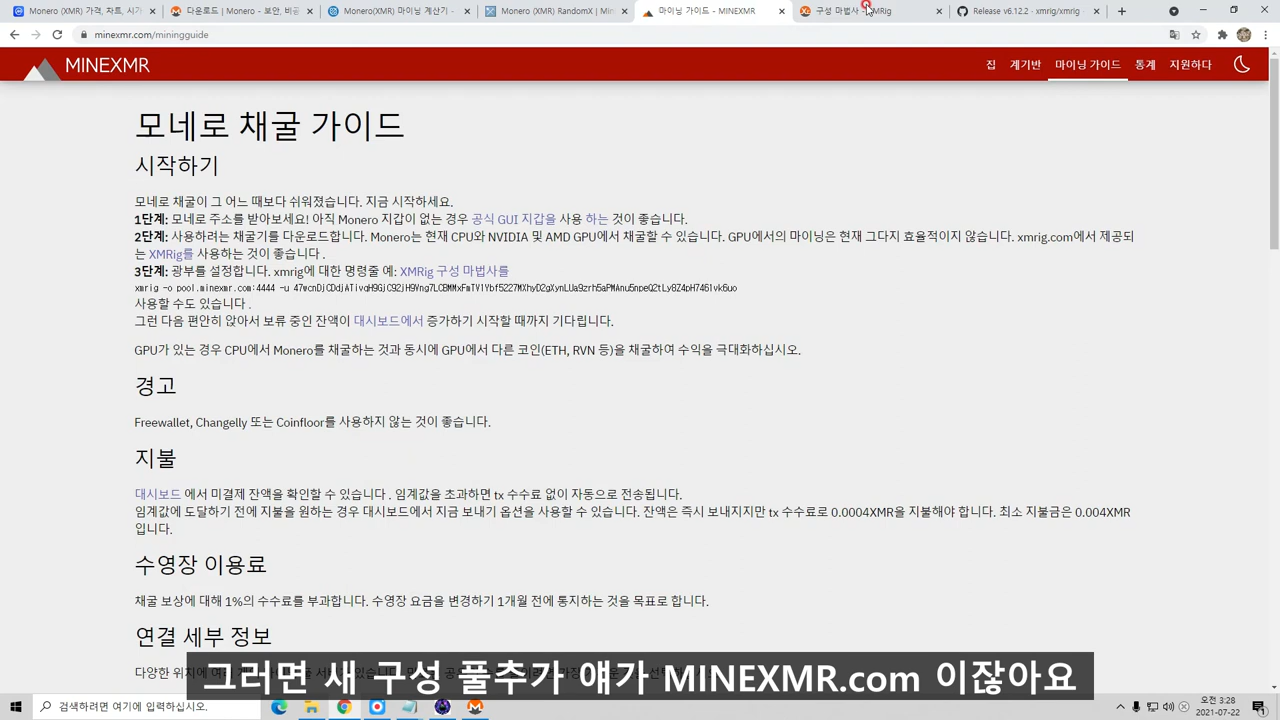 Monero (XMR) 가격, 차트, 시가
다운로드 | Monero - 보안, 비공
Monero(XMR) 마이닝 계산기 -
Monero (XMR) RandomX | Min
마이닝 가이드 - MINEXMR
구성 마법사 - XMRig
Release v6.12.2 · xmrig/xmrig ·
minexmr.com/miningguide
MINEXMR
집 계기반 마이닝 가이드 통계 지원하다
모네로 채굴 가이드
시작하기
모네로 채굴이 그 어느 때보다 쉬워졌습니다. 지금 시작하세요.
1단계: 모네로 주소를 받아보세요! 아직 Monero 지갑이 없는 경우 공식 GUI 지갑을 사용 하는 것이 좋습니다.
2단계: 사용하려는 채굴기를 다운로드합니다. Monero는 현재 CPU와 NVIDIA 및 AMD GPU에서 채굴할 수 있습니다. GPU에서의 마이닝은 현재 그다지 효율적이지 않습니다. xmrig.com에서 제공되
는 XMRig를 사용하는 것이 좋습니다 .
3단계: 광부를 설정합니다. xmrig에 대한 명령줄 예: XMRig 구성 마법사를
xmrig -o pool.minexmr.com:4444 -u
사용할 수도 있습니다 .
그런 다음 편안히 앉아서 보류 중인 잔액이 대시보드에서 증가하기 시작할 때까지 기다립니다.
GPU가 있는 경우 CPU에서 Monero를 채굴하는 것과 동시에 GPU에서 다른 코인(ETH, RVN 등)을 채굴하여 수익을 극대화하십시오.
경고
Freewallet, Changelly 또는 Coinfloor를 사용하지 않는 것이 좋습니다.
지불
대시보드 에서 미결제 잔액을 확인할 수 있습니다 . 임계값을 초과하면 tx 수수료 없이 자동으로 전송됩니다.
임계값에 도달하기 전에 지불을 원하는 경우 대시보드에서 지금 보내기 옵션을 사용할 수 있습니다. 잔액은 즉시 보내지지만 tx 수수료로 0.0004XMR을 지불해야 합니다. 최소 지불금은 0.004XMR
입니다.
수영장 이용료
채굴 보상에 대해 1%의 수수료를 부과합니다. 수영장 요금을 변경하기 1개월 전에 통지하는 것을 목표로 합니다.
연결 세부 정보
다양한 위치에
그러면 새 구성 풀추가 얘가 MINEXMR.com 이잖아요
검색하려면 여기에 입력하십시오.
오전 3:28
2021-07-22